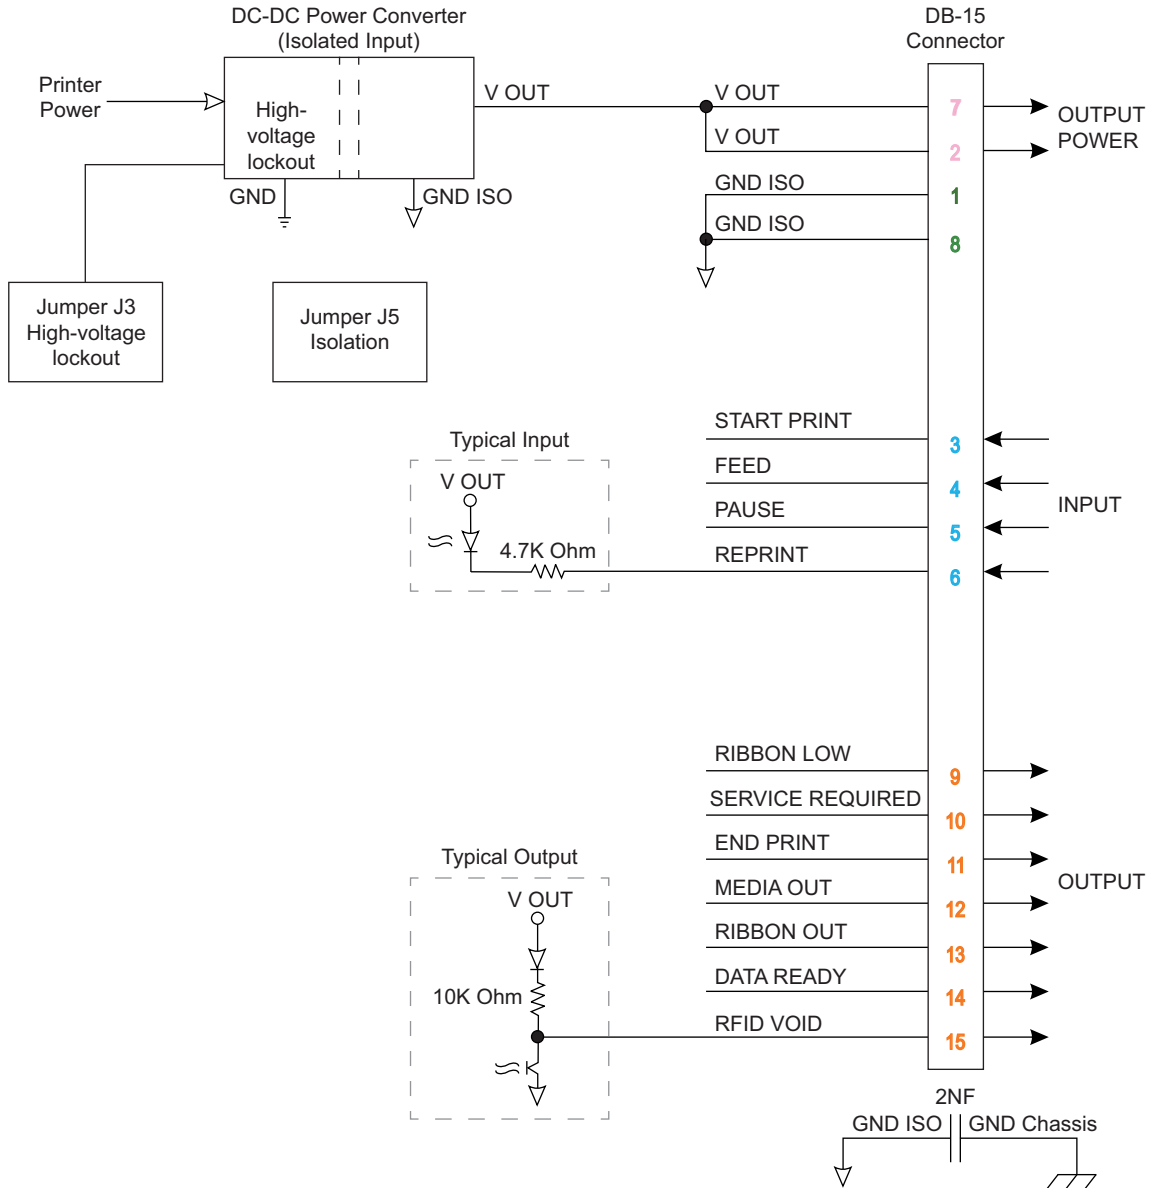 DC-DC Power Converter
(Isolated Input)
DB-15
Connector
Printer
Power
High-
voltage
lockout
V OUT
V OUT
7
OUTPUT
POWER
V OUT
2
GND
GND ISO
GND ISO
1
GND ISO
8
Jumper J3
High-voltage
lockout
Jumper J5
Isolation
START PRINT
3
FEED
4
PAUSE
5
REPRINT
6
INPUT
Typical Input
V OUT
4.7K Ohm
RIBBON LOW
9
SERVICE REQUIRED
10
END PRINT
11
MEDIA OUT
12
RIBBON OUT
13
DATA READY
14
RFID VOID
15
OUTPUT
Typical Output
V OUT
10K Ohm
2NF
GND ISO
GND Chassis